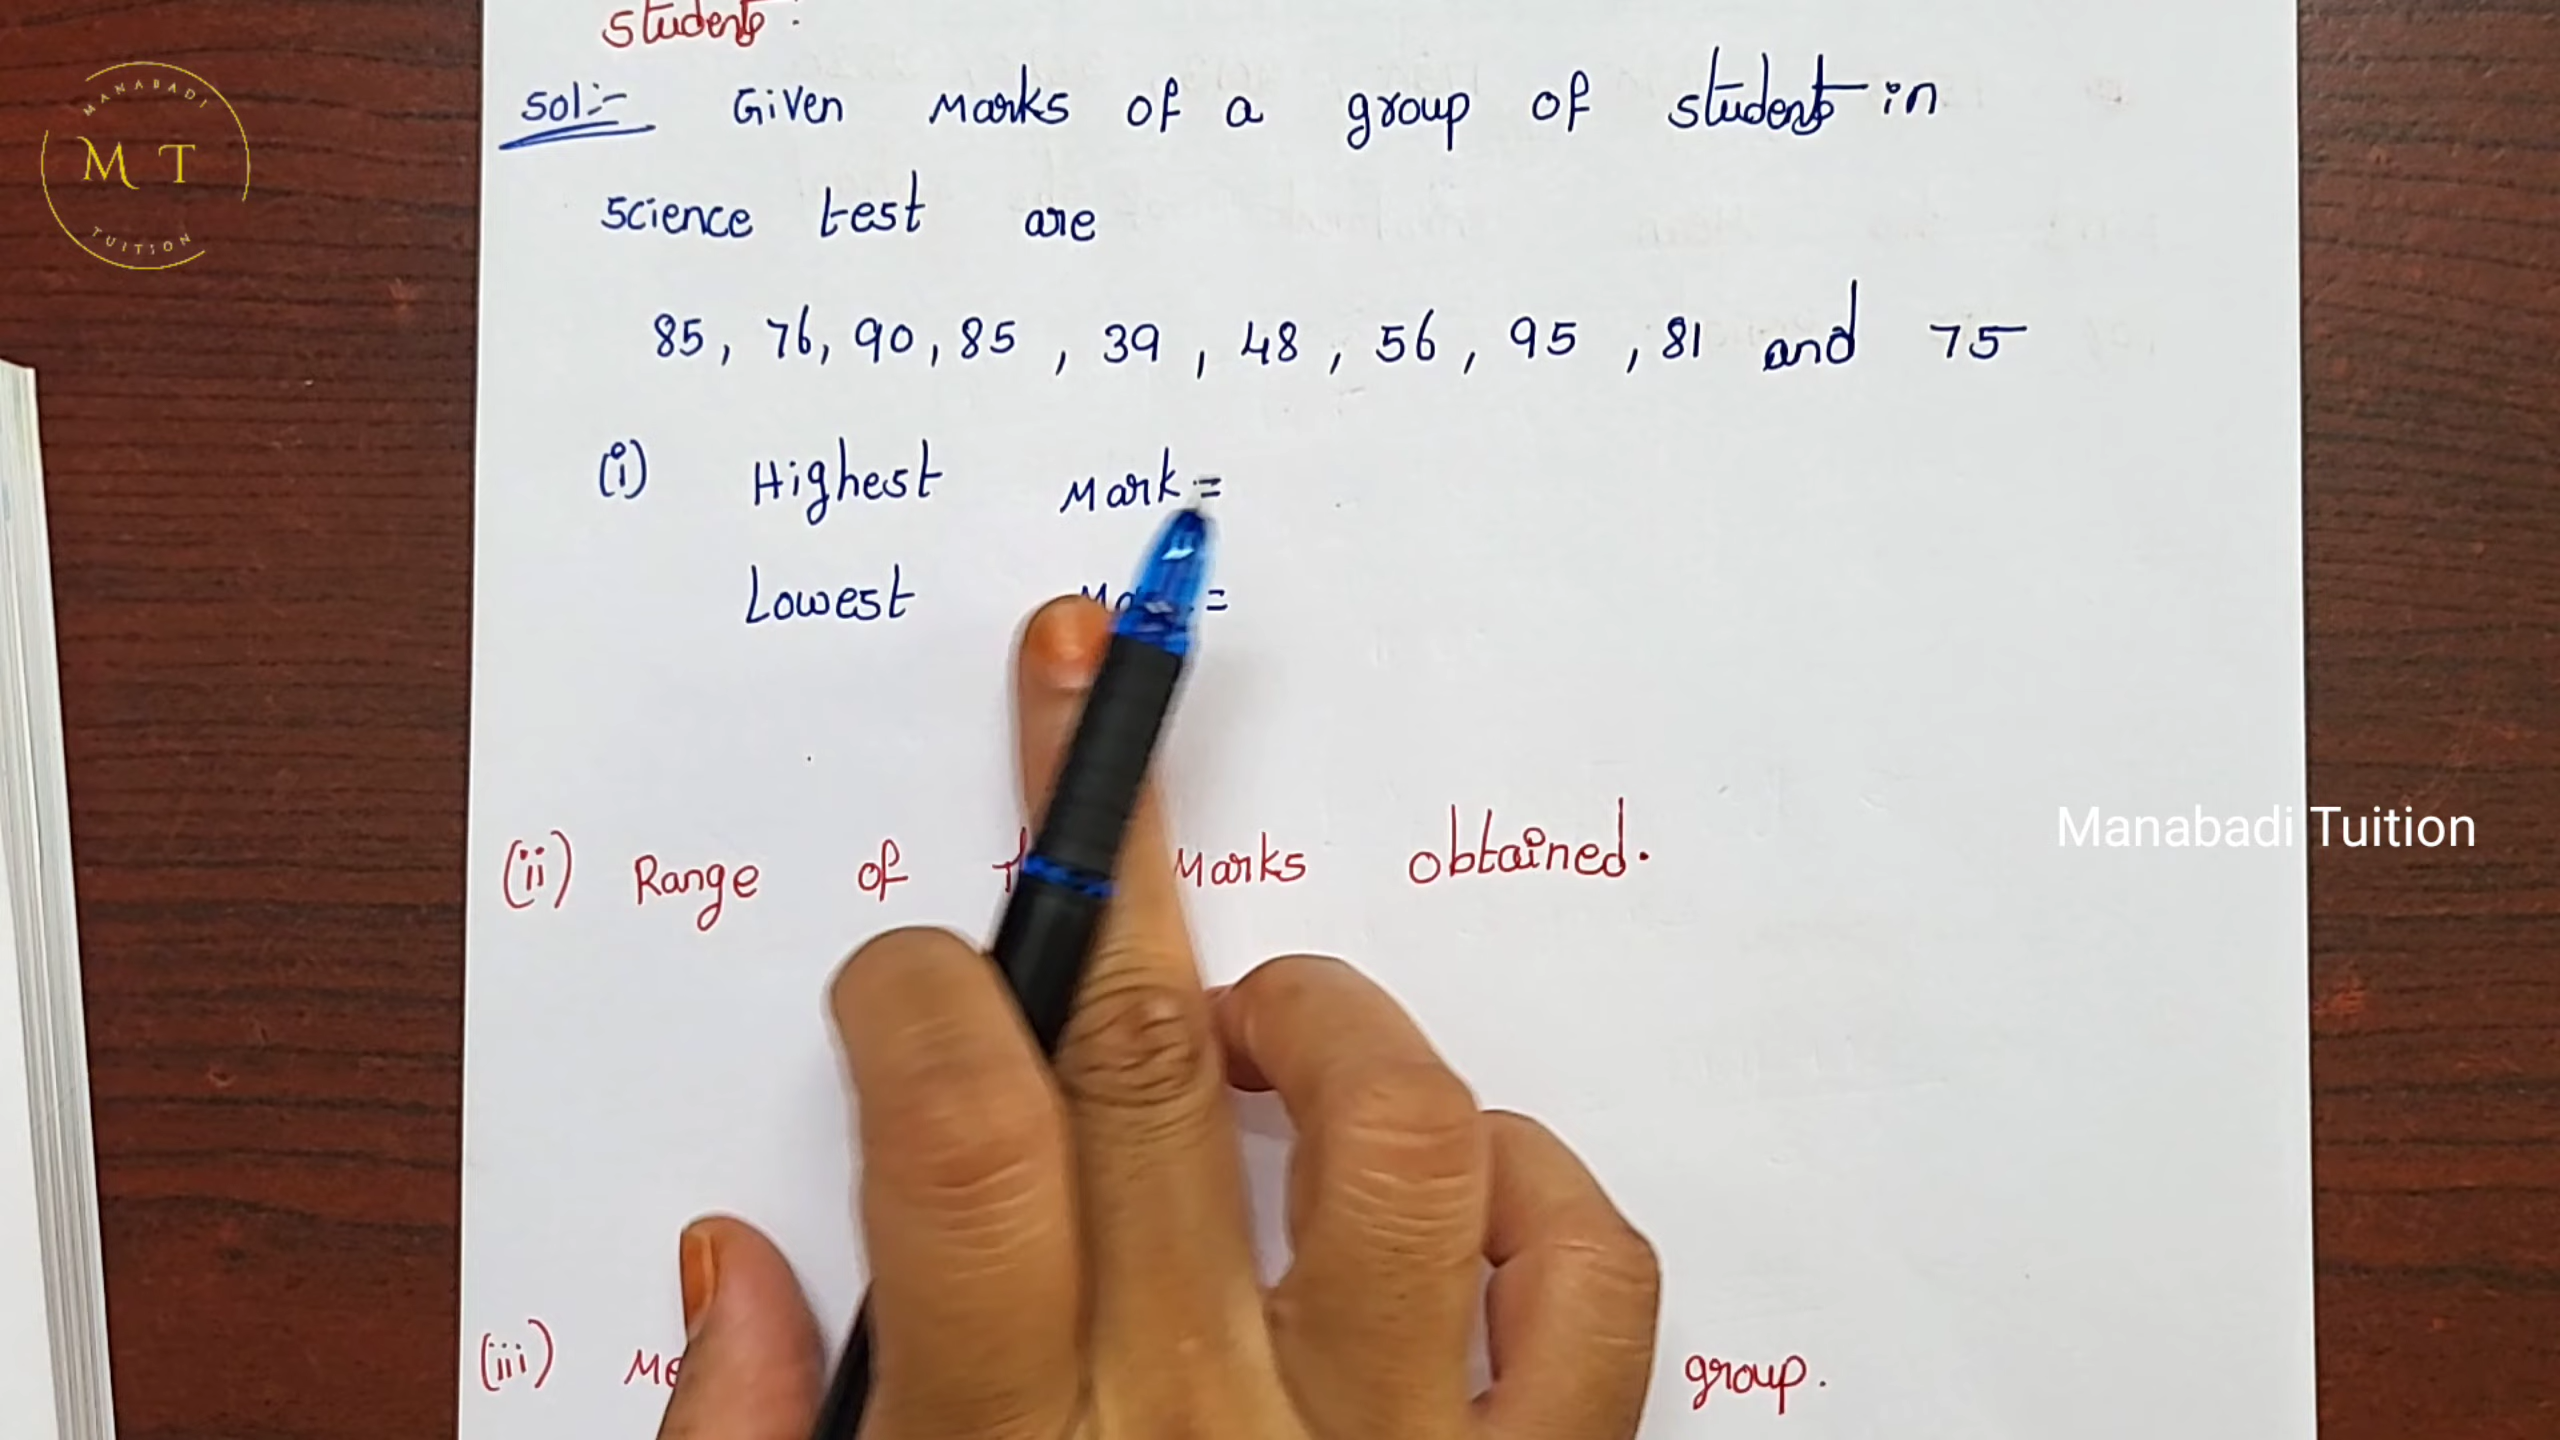 students.
MANABADI
M T
TUITION
Sol:- Given Marks of a group of students in
Science test are
85, 76, 90, 85, 39, 48, 56, 95, 81 and 75
(i) Highest Mark=
Lowest =
(ii) Range of Marks obtained.
Manabadi Tuition
(iii) group.